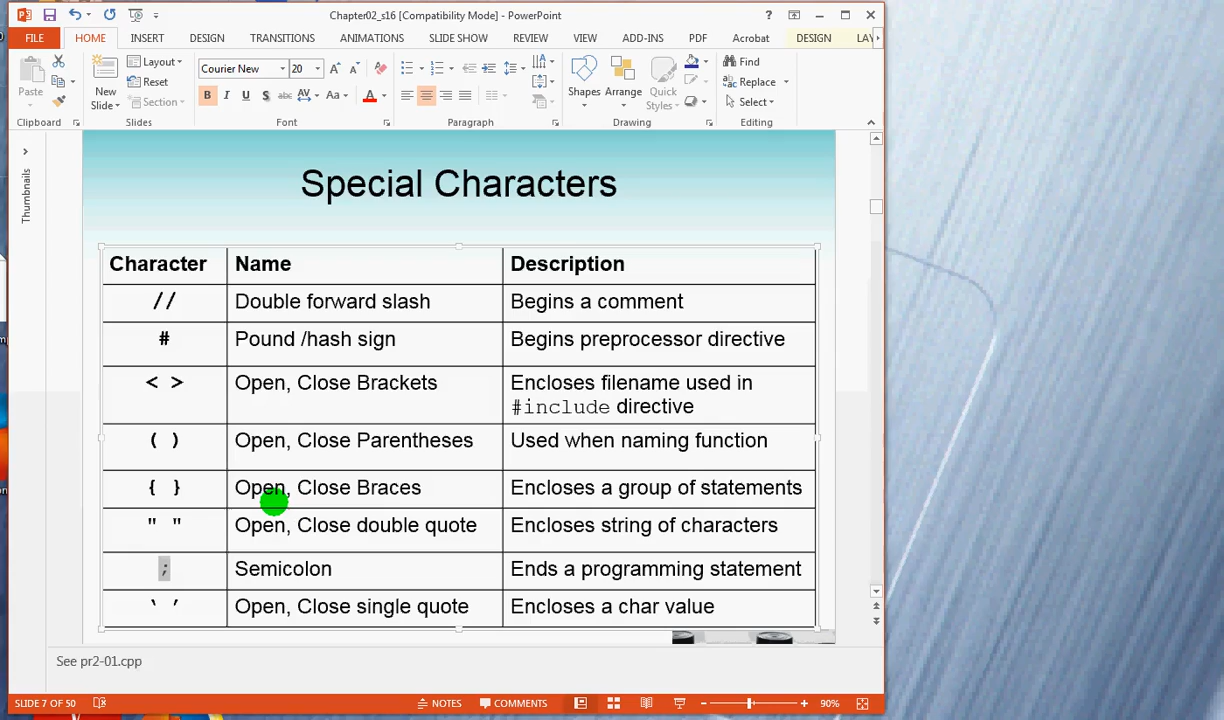 Chapter02_s16 [Compatibility Mode] - PowerPoint
FILE HOME INSERT DESIGN TRANSITIONS ANIMATIONS SLIDE SHOW REVIEW VIEW ADD-INS PDF Acrobat DESIGN LAY
Paste
New
Slide
Layout
Reset
Section
Courier New 20
B I U S abc AV Aa A
Shapes Arrange Quick
Styles
Find
Replace
Select
Clipboard Slides Font Paragraph Drawing Editing
Thumbnails
Special Characters
Character Name Description
// Double forward slash Begins a comment
# Pound /hash sign Begins preprocessor directive
< > Open, Close Brackets Encloses filename used in
#include directive
( ) Open, Close Parentheses Used when naming function
{ } Open, Close Braces Encloses a group of statements
" " Open, Close double quote Encloses string of characters
; Semicolon Ends a programming statement
‘ ’ Open, Close single quote Encloses a char value
See pr2-01.cpp
SLIDE 7 OF 50 NOTES COMMENTS 90%